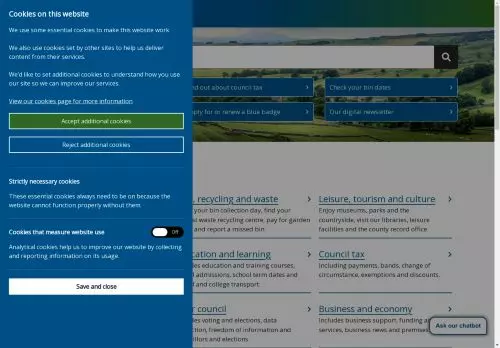 Cookies on this website
We use some essential cookies to make this website work.
We also use cookies set by other sites to help us deliver
content from their services.
We'd like to set additional cookies to understand how you use
our site so we can improve our services.
View our cookies page for more information
Accept additional cookies
Reject additional cookies
Strictly necessary cookies
These essential cookies always need to be on because the
website cannot function properly without them.
Cookies that measure website use
Off
Analytical cookies help us to improve our website by collecting
and reporting information on its usage.
Save and close
out about council tax
Check your bin dates
for or renew a blue badge
Our digital newsletter
recycling and waste
your bin collection day, find your
waste recycling centre, pay for garden
and report a missed bin
Leisure, tourism and culture
Enjoy museums, parks and the
countryside, visit our libraries, leisure
facilities and the county record office.
and learning
education and training courses,
admissions, school term dates and
and college transport
Council tax
Including payments, bands, change of
circumstance, exemptions and discounts.
council
voting and elections, data
freedom of information and
and elections
Business and economy
Includes business support, funding
services, business news and premises
Ask our chatbot